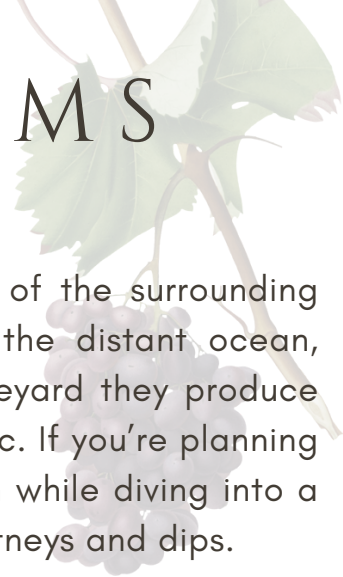 MS
of the surrounding
the distant ocean,
eyard they produce
c. If you’re planning
while diving into a
rneys and dips.